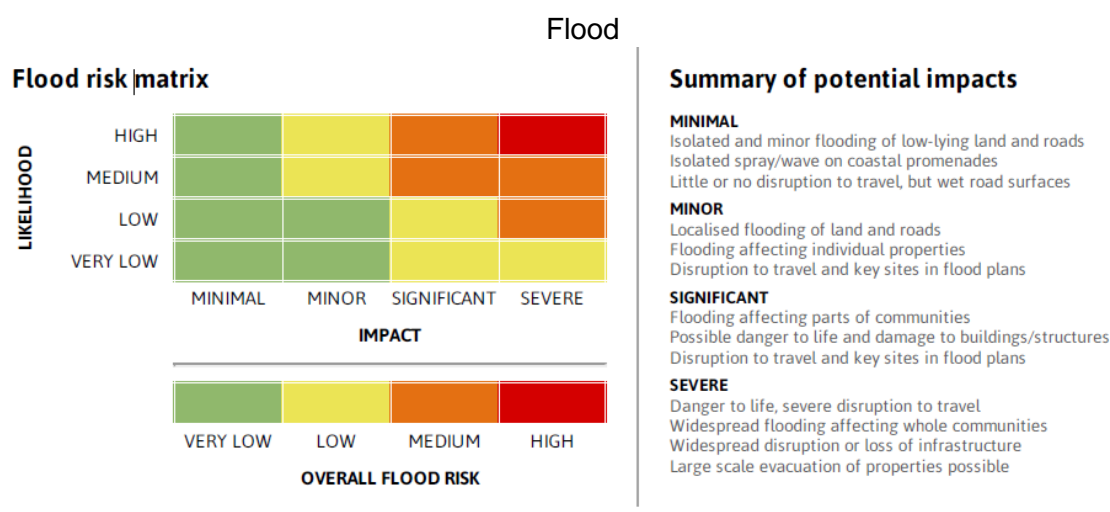 Flood
Flood risk matrix
LIKELIHOOD
HIGH
MEDIUM
LOW
VERY LOW
MINIMAL MINOR SIGNIFICANT SEVERE
IMPACT
VERY LOW LOW MEDIUM HIGH
OVERALL FLOOD RISK
Summary of potential impacts
MINIMAL
Isolated and minor flooding of low-lying land and roads
Isolated spray/wave on coastal promenades
Little or no disruption to travel, but wet road surfaces
MINOR
Localised flooding of land and roads
Flooding affecting individual properties
Disruption to travel and key sites in flood plans
SIGNIFICANT
Flooding affecting parts of communities
Possible danger to life and damage to buildings/structures
Disruption to travel and key sites in flood plans
SEVERE
Danger to life, severe disruption to travel
Widespread flooding affecting whole communities
Widespread disruption or loss of infrastructure
Large scale evacuation of properties possible